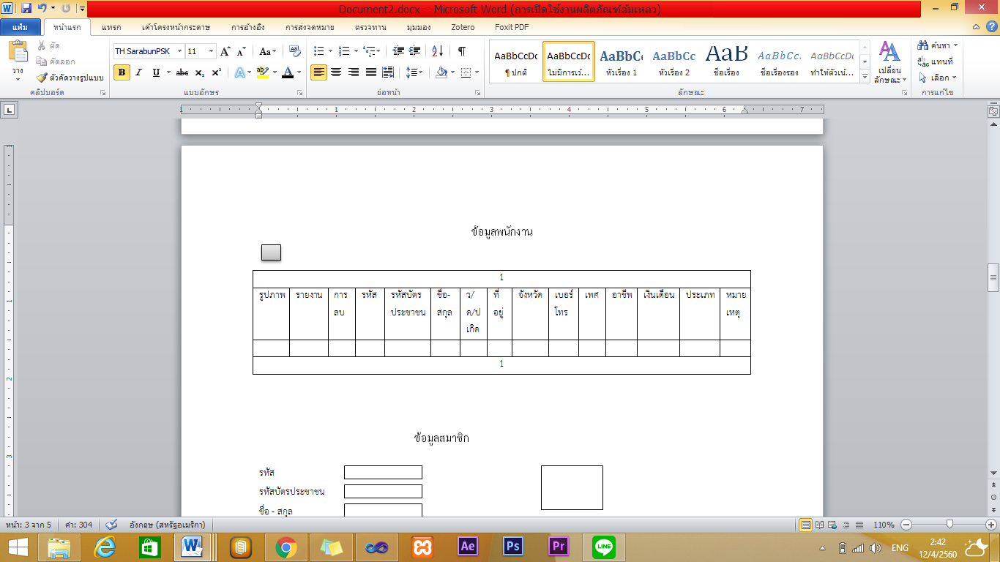 Document2.docx - Microsoft Word (การเปิดใช้งานผลิตภัณฑ์ล้มเหลว)
แฟ้ม หน้าแรก แทรก เค้าโครงหน้ากระดาษ การอ้างอิง การส่งจดหมาย ตรวจทาน มุมมอง Zotero Foxit PDF
วาง
ตัด
คัดลอก
ตัวคัดวางรูปแบบ
คลิปบอร์ด
TH SarabunPSK 11
แบบอักษร
ย่อหน้า
AaBbCcDc AaBbCcDc AaBbC AaBbCc AaB AaBbCcI AaBbCcDc
¶ ปกติ ไม่มีการเว้... หัวเรื่อง 1 หัวเรื่อง 2 ชื่อเรื่อง ชื่อเรื่องรอง ทำให้ตัวเน้...
เปลี่ยน
ลักษณะ
ลักษณะ
ค้นหา
แทนที่
เลือก
การแก้ไข
1 1 2 3 4 5 6 7
ข้อมูลพนักงาน
1
รูปภาพ รายงาน การ รหัส รหัสบัตร ชื่อ- ว/ ที่ จังหวัด เบอร์ เพศ อาชีพ เงินเดือน ประเภท หมาย
ลบ ประชาชน สกุล ด/ป อยู่ โทร เหตุ
เกิด
1
ข้อมูลสมาชิก
รหัส
รหัสบัตรประชาชน
ชื่อ - สกุล
หน้า: 3 จาก 5 คำ: 304 อังกฤษ (สหรัฐอเมริกา) 110%
Ae Ps Pr LINE
ENG
2:42
12/4/2560